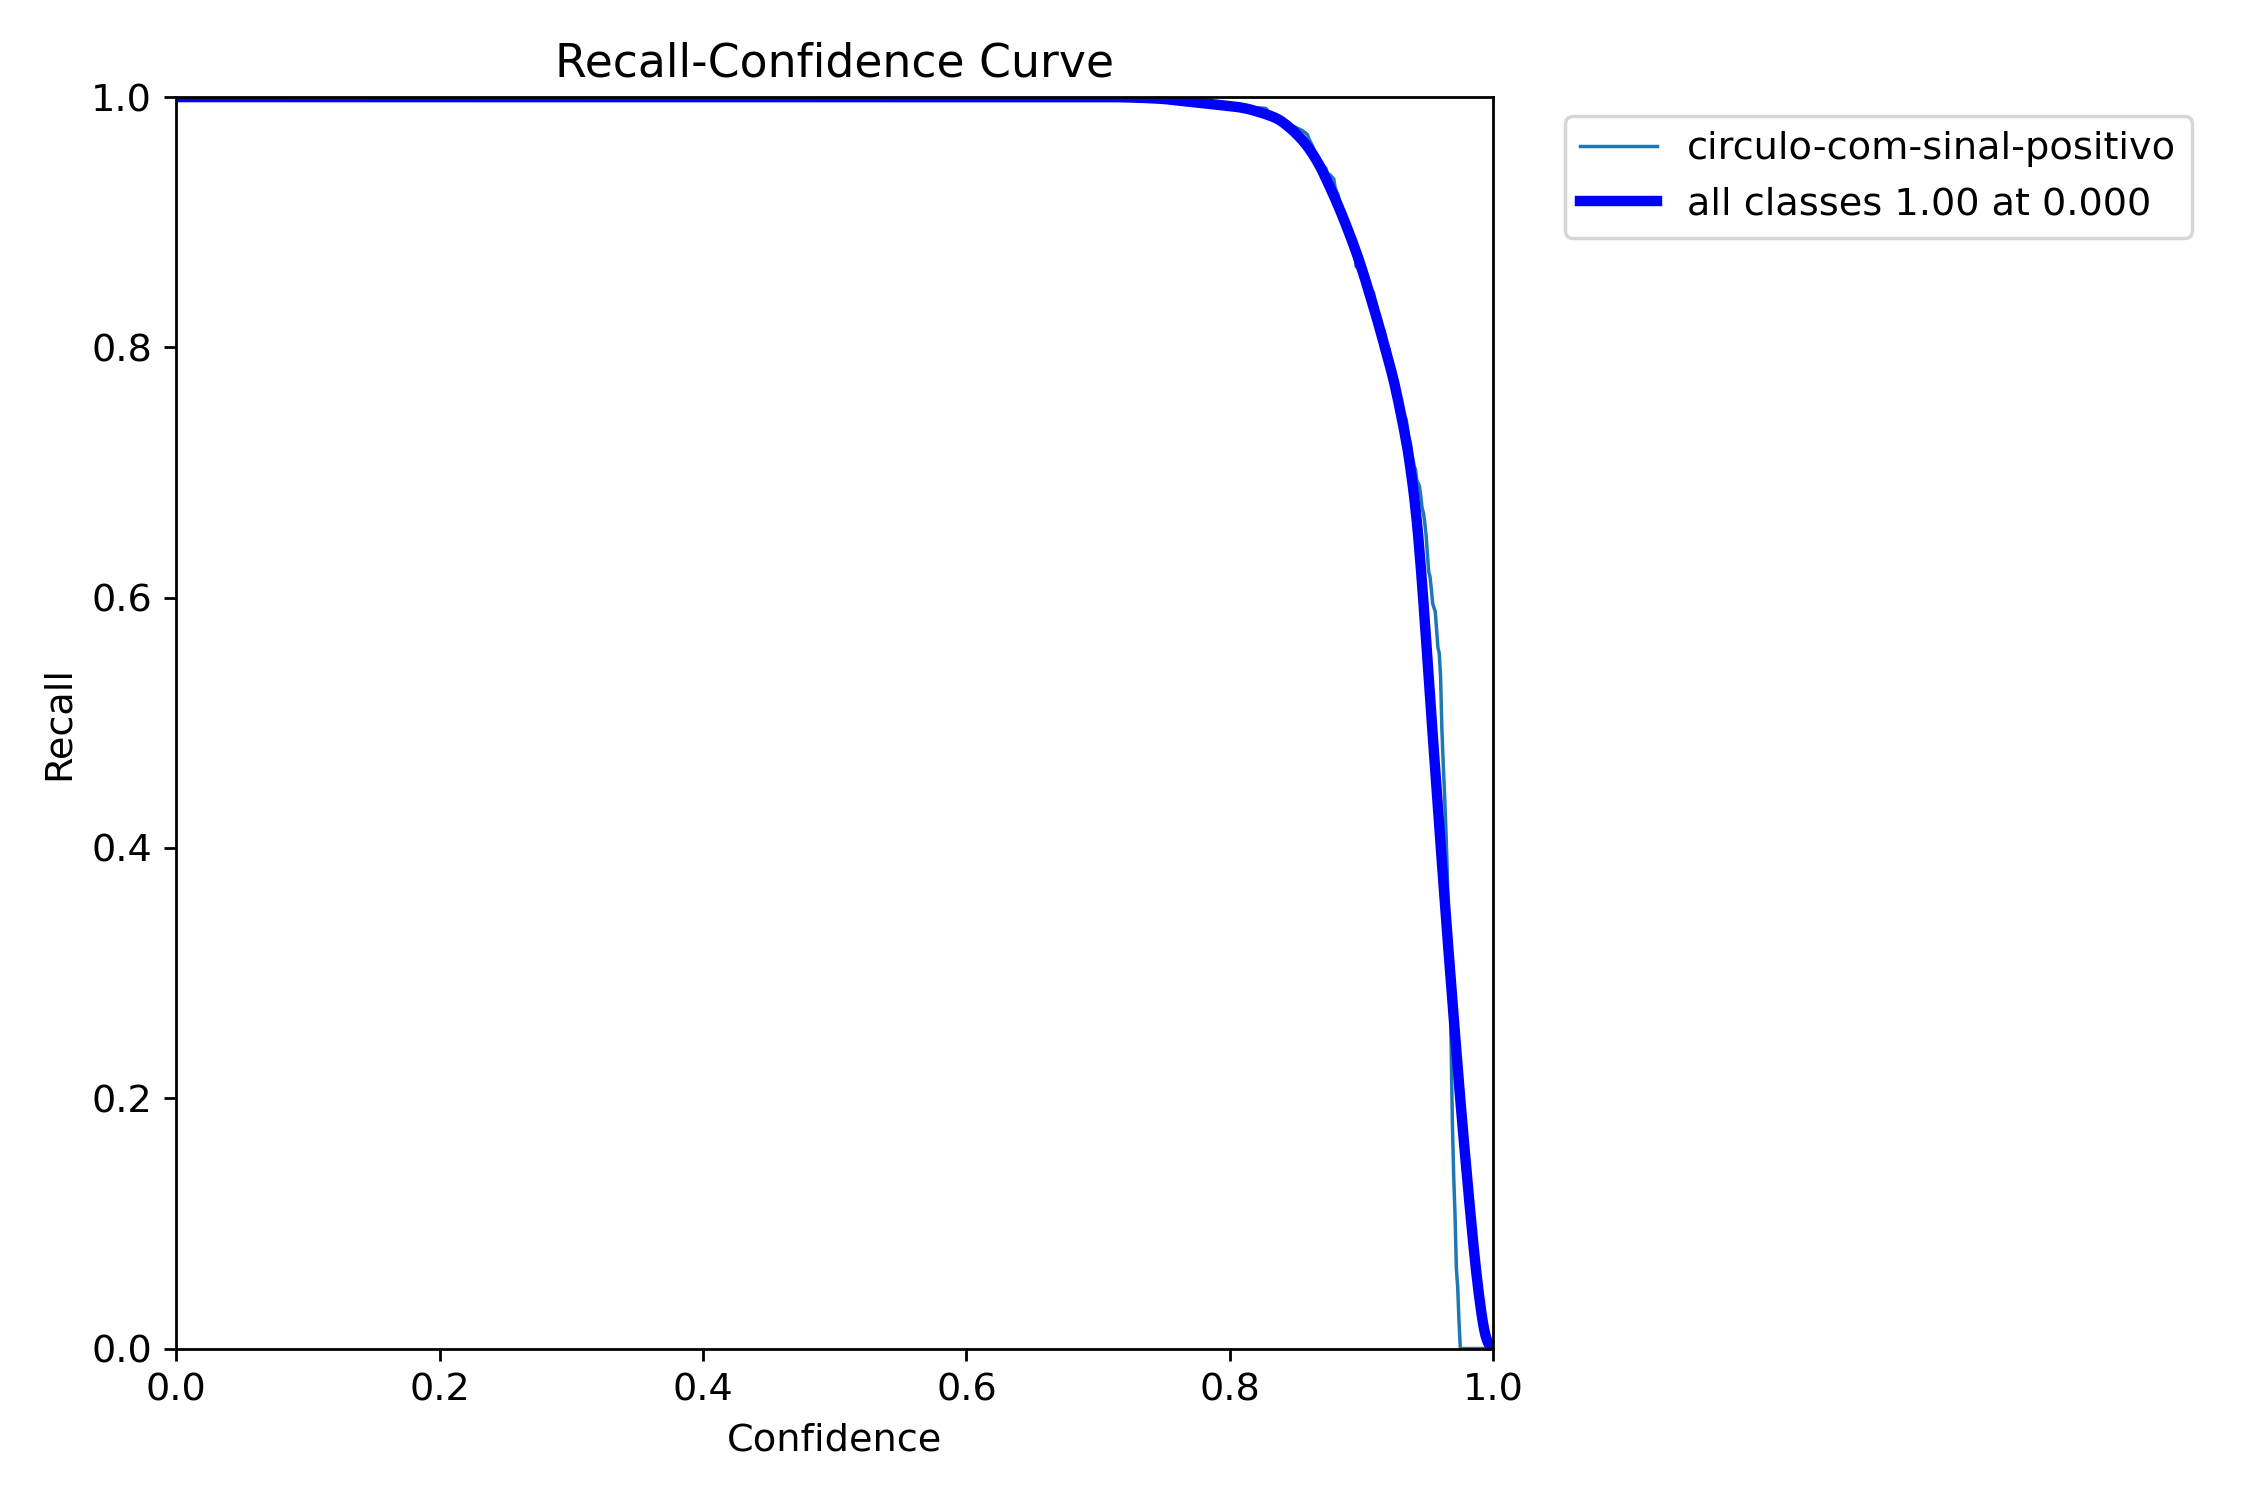 Recall-Confidence Curve
circulo-com-sinal-positivo
all classes 1.00 at 0.000
Recall
1.0
0.8
0.6
0.4
0.2
0.0
0.0 0.2 0.4 0.6 0.8 1.0
Confidence